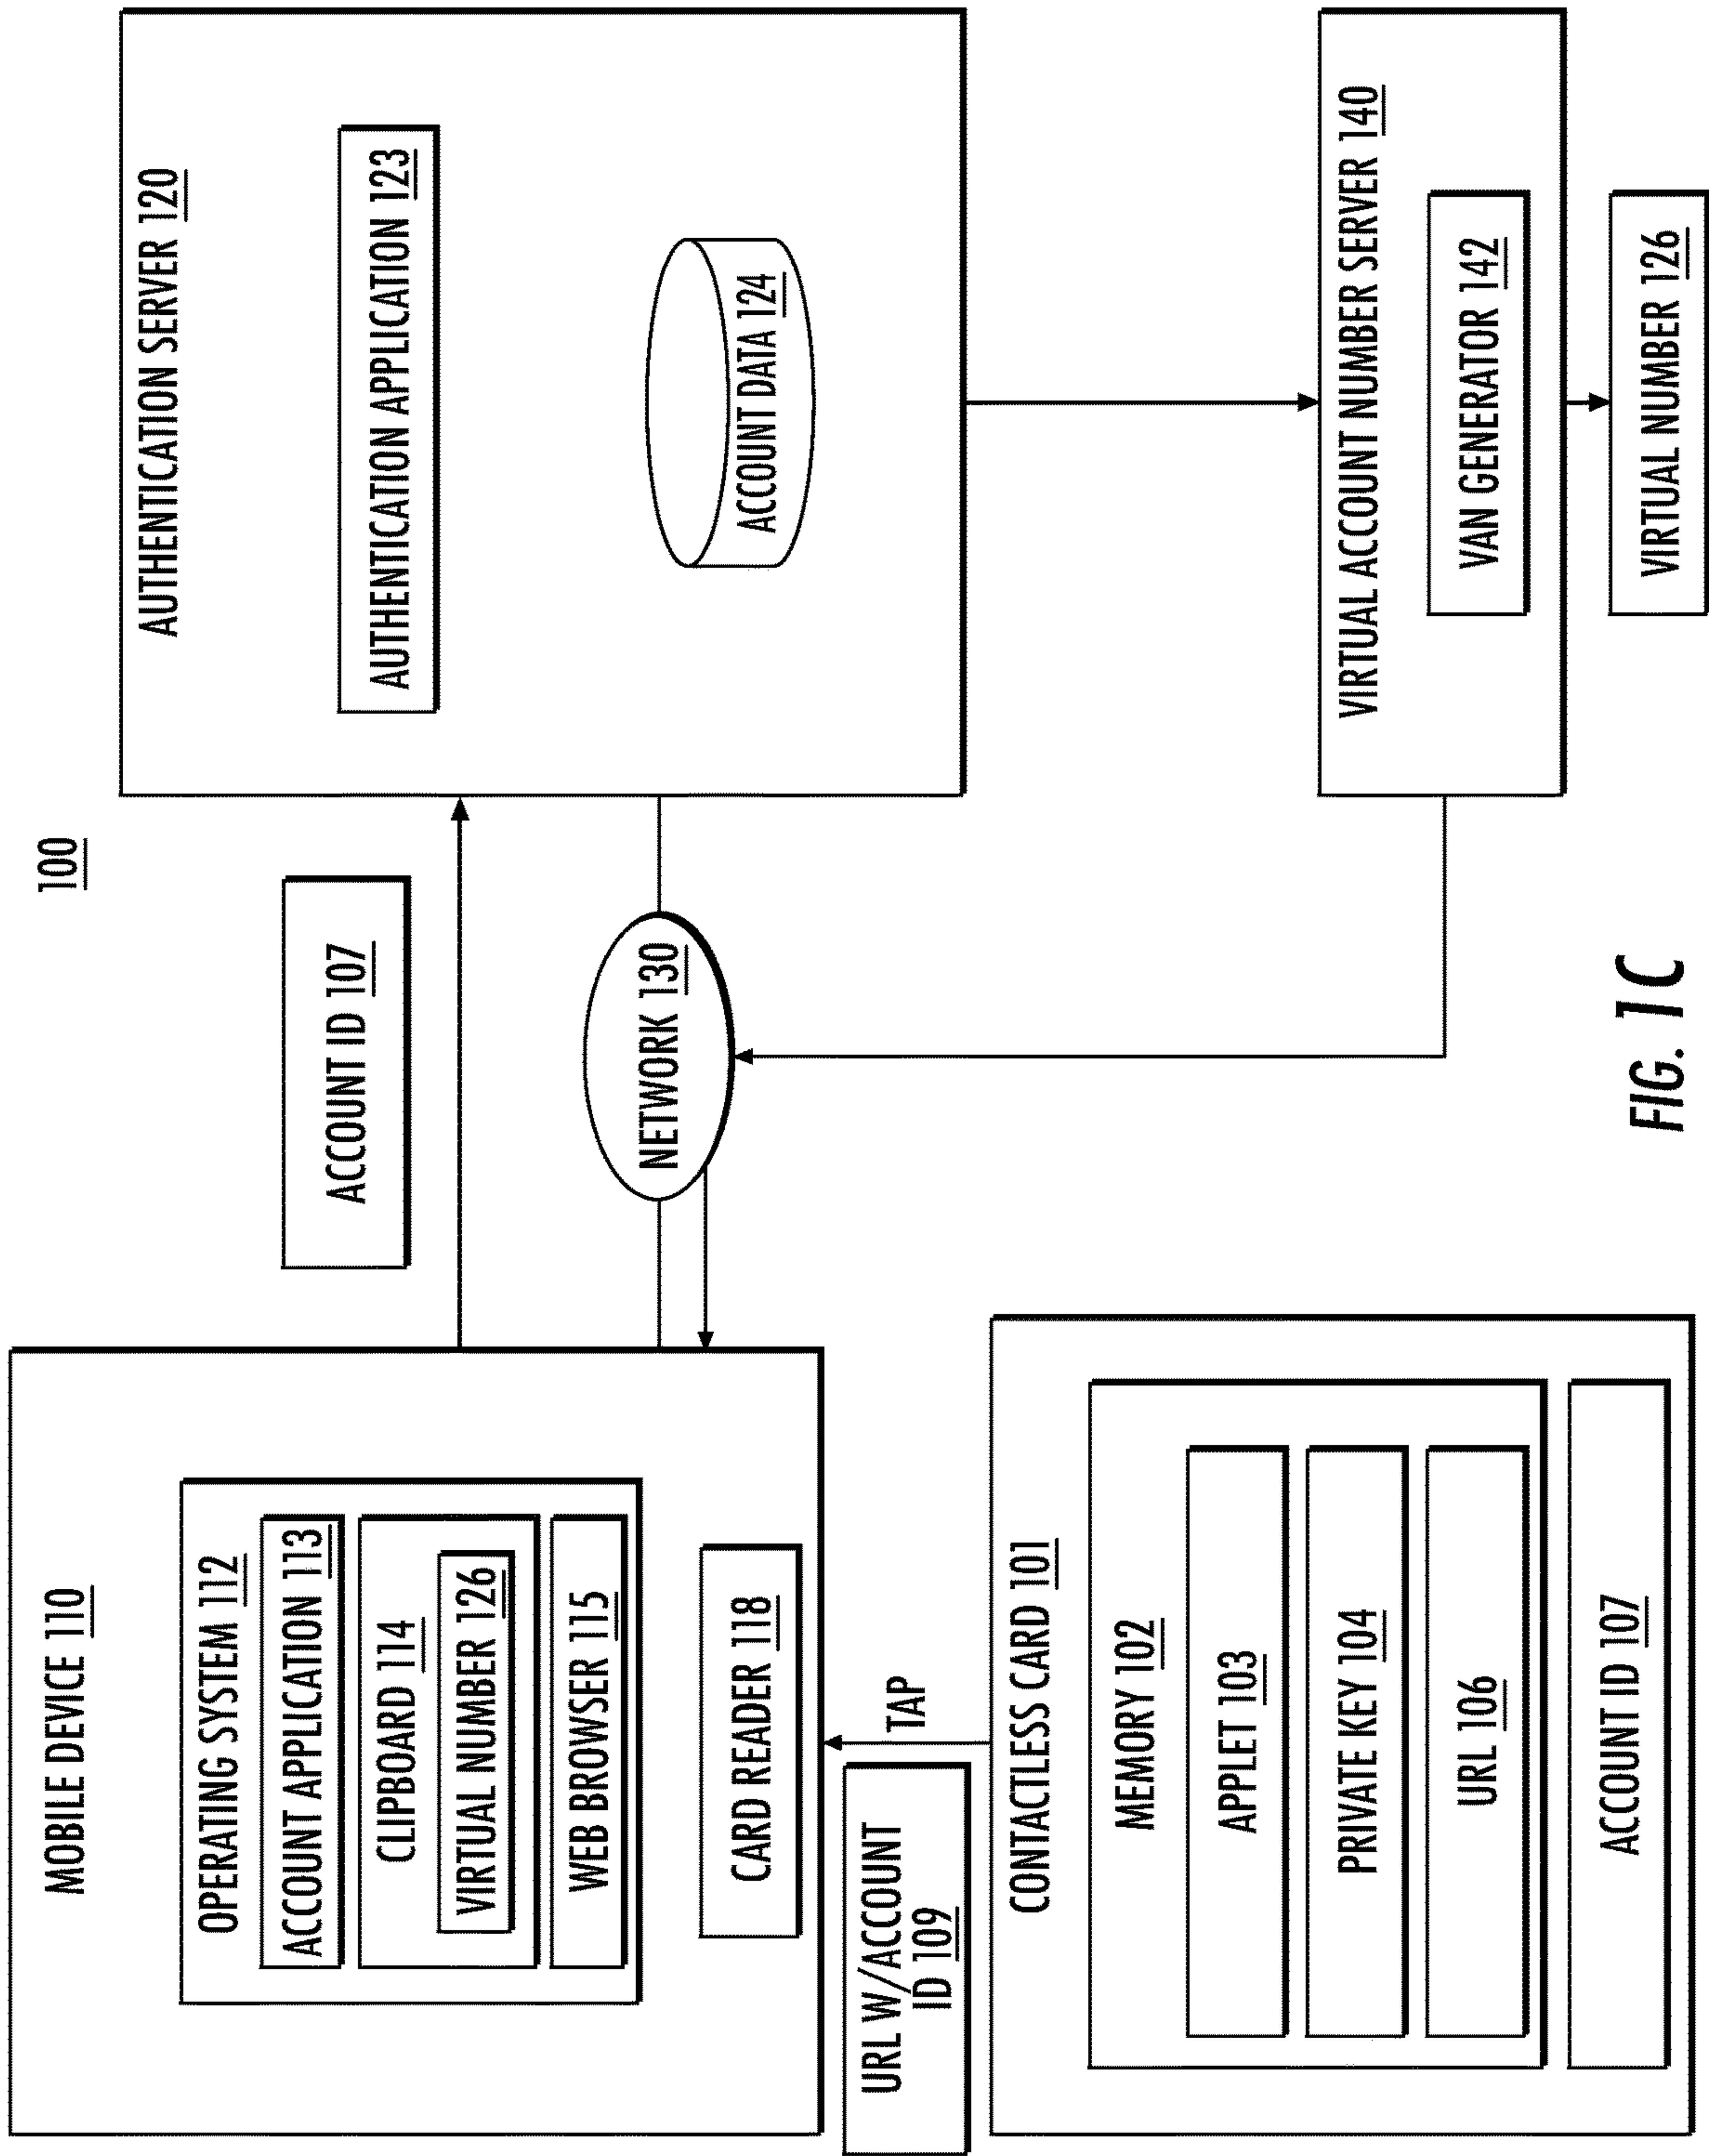 100
MOBILE DEVICE 110
OPERATING SYSTEM 112
ACCOUNT APPLICATION 113
CLIPBOARD 114
VIRTUAL NUMBER 126
WEB BROWSER 115
CARD READER 118
ACCOUNT ID 107
NETWORK 130
AUTHENTICATION SERVER 120
AUTHENTICATION APPLICATION 123
ACCOUNT DATA 124
URL W/ACCOUNT
ID 109
TAP
CONTACTLESS CARD 101
MEMORY 102
APPLET 103
PRIVATE KEY 104
URL 106
ACCOUNT ID 107
VIRTUAL ACCOUNT NUMBER SERVER 140
VAN GENERATOR 142
VIRTUAL NUMBER 126
FIG. 1C